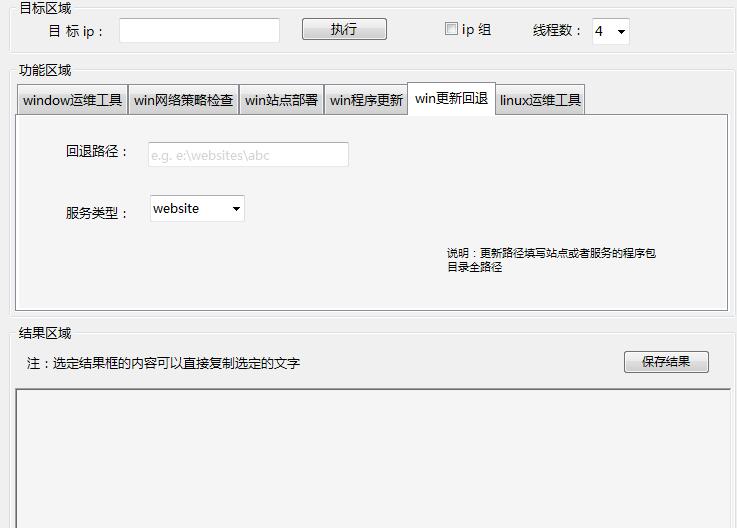 目标区域
目 标 ip： 执行 ip 组 线程数： 4
功能区域
window运维工具 win网络策略检查 win站点部署 win程序更新 win更新回退 linux运维工具
回退路径： e.g. e:\websites\abc
服务类型： website
说明：更新路径填写站点或者服务的程序包
目录全路径
结果区域
注：选定结果框的内容可以直接复制选定的文字 保存结果